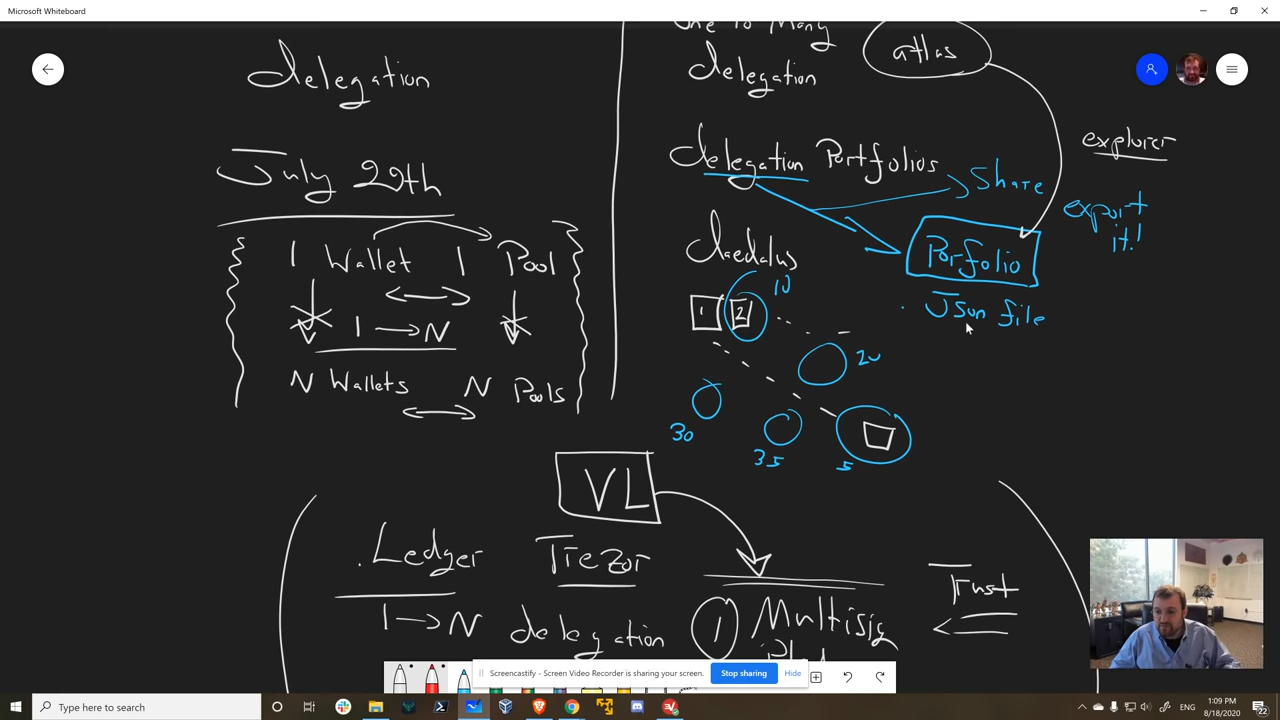 Microsoft Whiteboard
delegation
July 29th
1 Wallet 1 Pool
1 → N
N Wallets N Pools
One to Many
delegation
atlas
explorer
delegation Portfolios
Share
export
it!
Daedalus
Portfolio
Json file
1 2 10
20
30
35
5
VL
Ledger Trezor
Trust
1 → N delegation
1 Multisig
Screencastify - Screen Video Recorder is sharing your screen. Stop sharing Hide
Type here to search
ENG
1:09 PM
8/18/2020
22